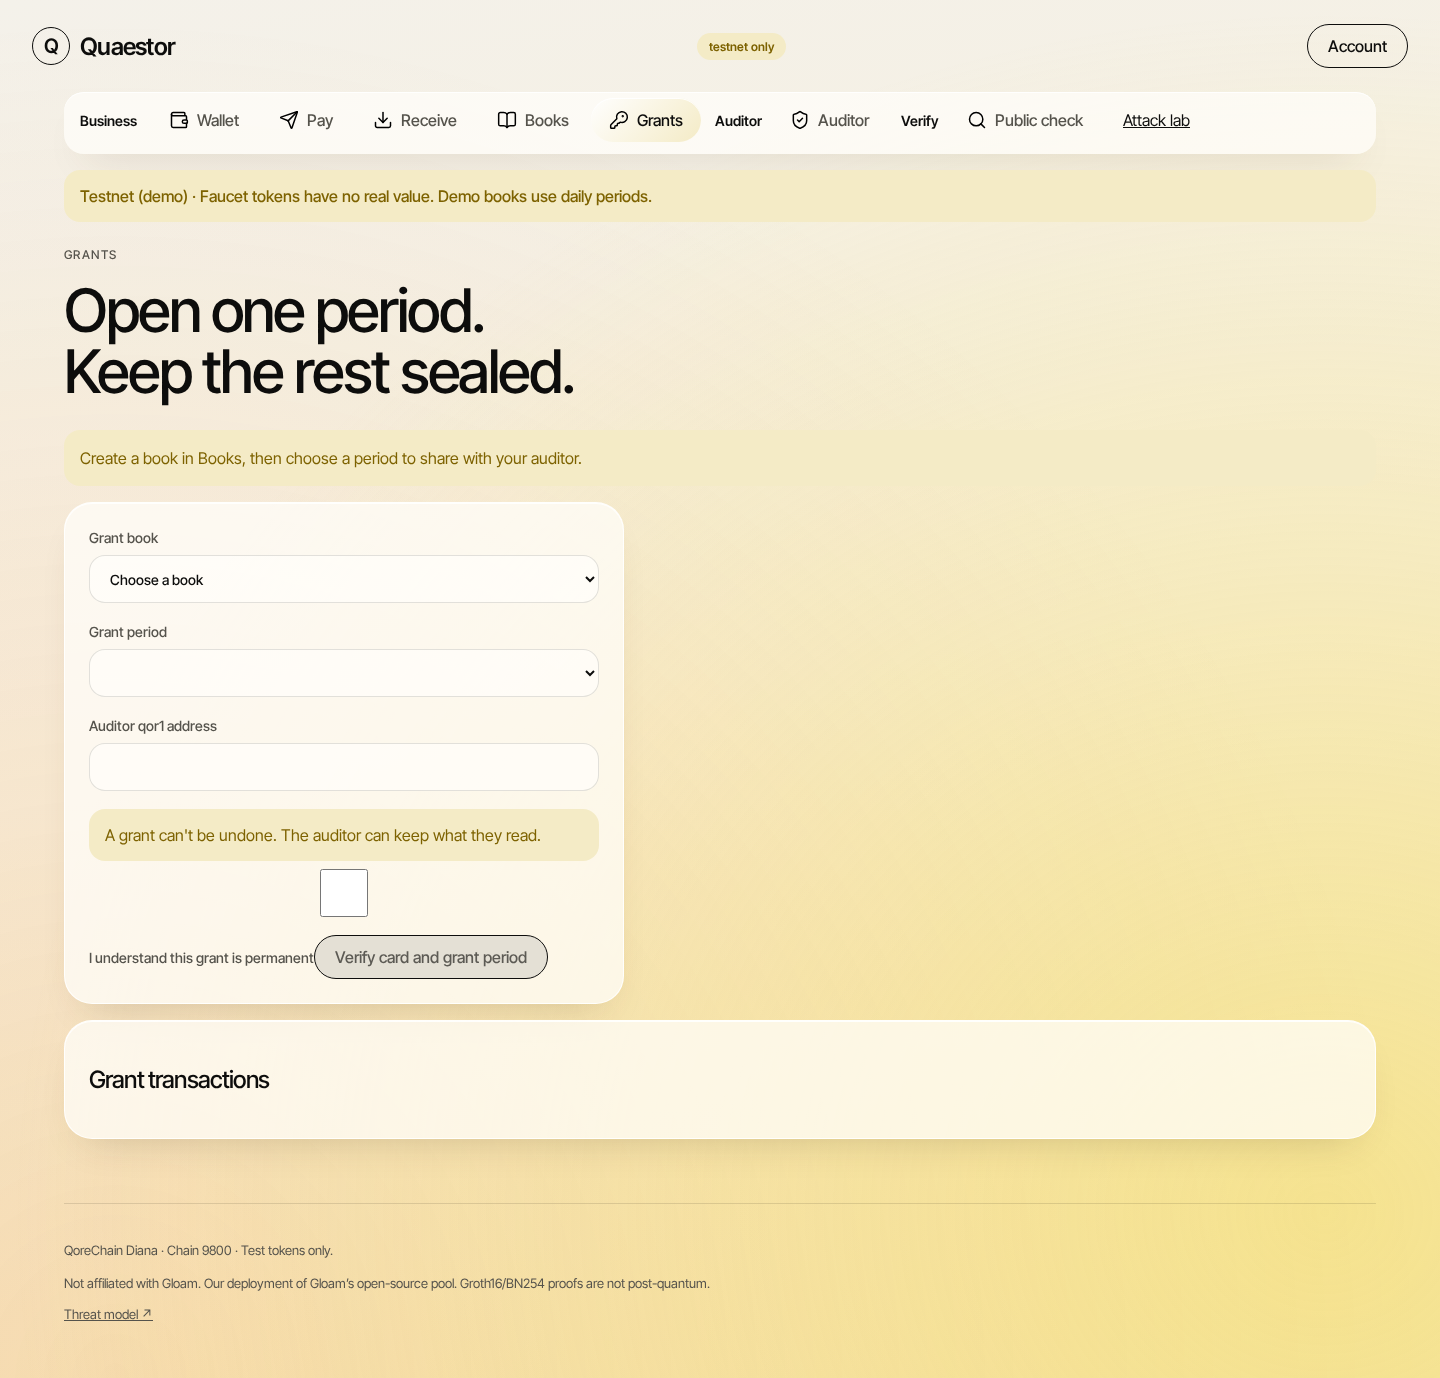 Q Quaestor
testnet only
Account
Business Wallet Pay Receive Books Grants Auditor Auditor Verify Public check Attack lab
Testnet (demo) · Faucet tokens have no real value. Demo books use daily periods.
GRANTS
Open one period.
Keep the rest sealed.
Create a book in Books, then choose a period to share with your auditor.
Grant book
Choose a book
Grant period
Auditor qor1 address
A grant can't be undone. The auditor can keep what they read.
I understand this grant is permanent Verify card and grant period
Grant transactions
QoreChain Diana · Chain 9800 · Test tokens only.
Not affiliated with Gloam. Our deployment of Gloam's open-source pool. Groth16/BN254 proofs are not post-quantum.
Threat model ↗